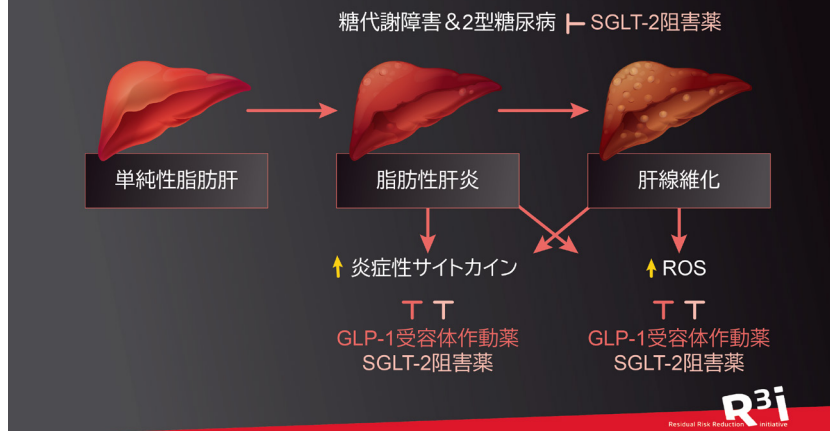 糖代謝障害&2型糖尿病 SGLT-2阻害薬
単純性脂肪肝 脂肪性肝炎 肝線維化
炎症性サイトカイン ROS
GLP-1受容体作動薬 GLP-1受容体作動薬
SGLT-2阻害薬 SGLT-2阻害薬
R3i
Residual Risk Reduction initiative